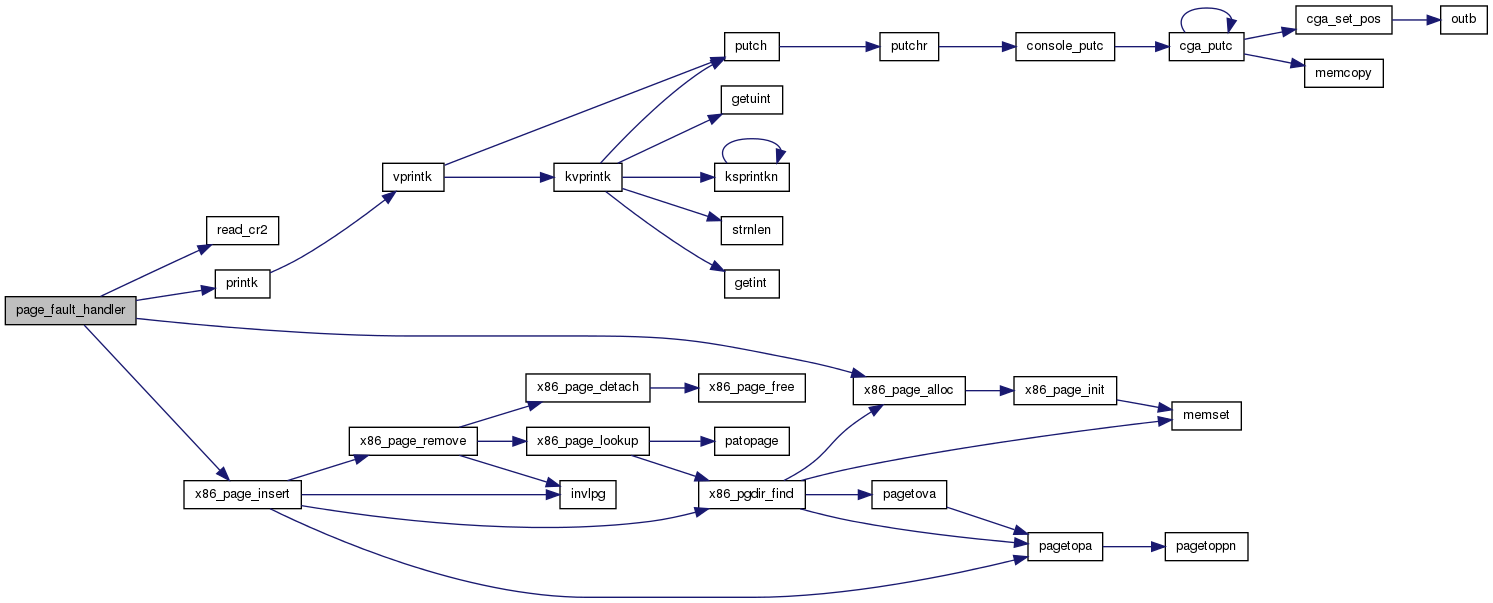 page_fault_handler
read_cr2
printk
vprintk
kvprintk
putch
putchr
console_putc
cga_putc
cga_set_pos
outb
memcopy
getuint
ksprintkn
strnlen
getint
x86_page_alloc
x86_page_init
memset
x86_page_insert
x86_page_remove
x86_page_detach
x86_page_free
x86_page_lookup
patopage
invlpg
x86_pgdir_find
pagetova
pagetopa
pagetoppn